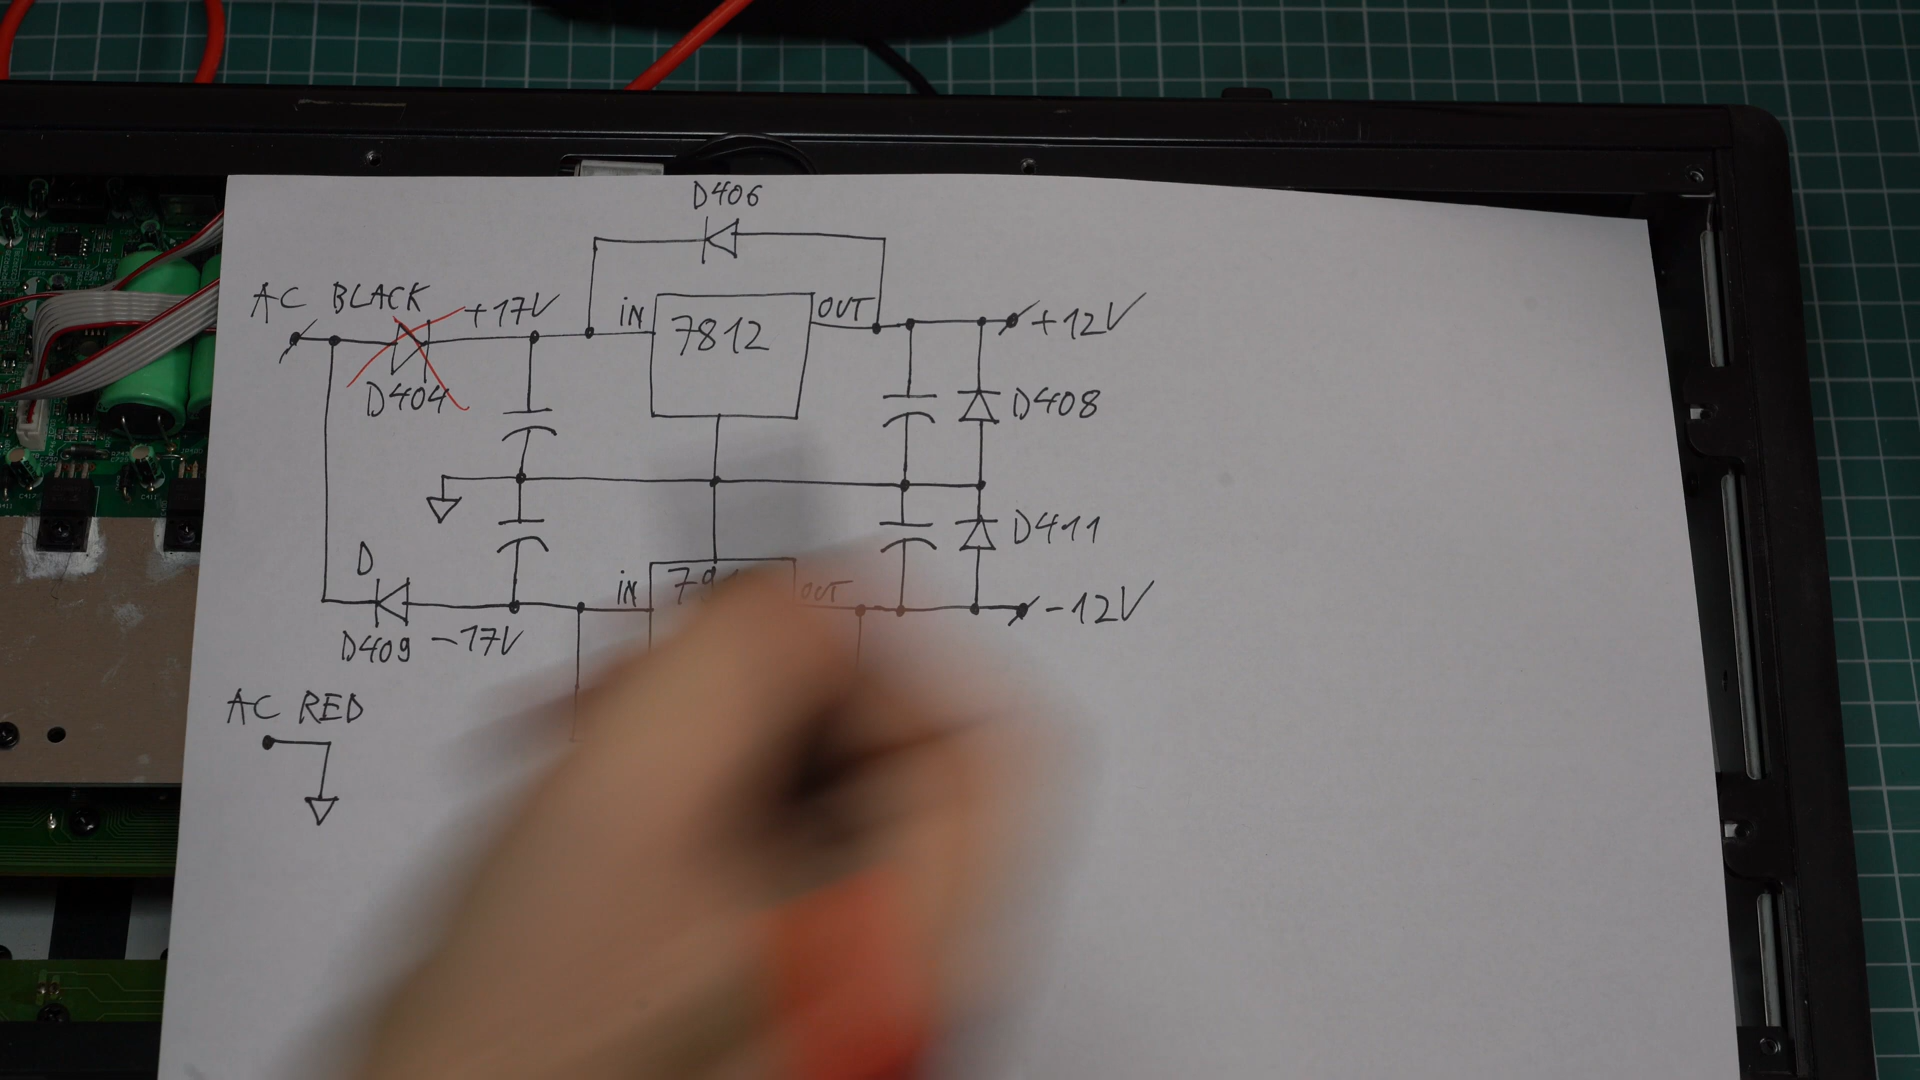 D406
AC BLACK
+17V
IN
7812
OUT
+12V
D404
D408
D411
D
IN
OUT
-12V
D409
-17V
AC RED